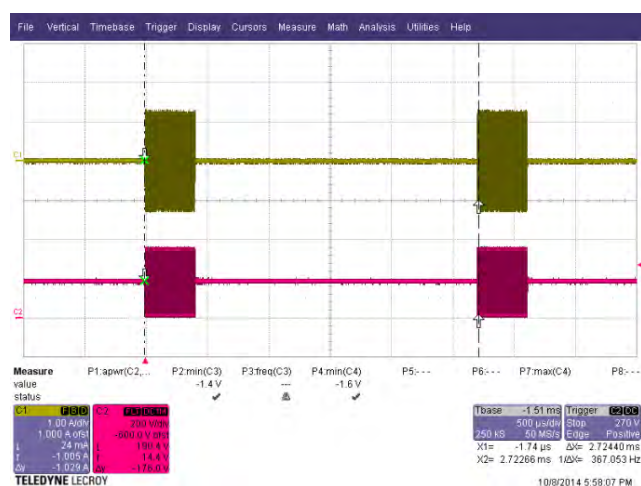 File Vertical Timebase Trigger Display Cursors Measure Math Analysis Utilities Help
C1
C2
Measure P1:apwr(C2,... P2:min(C3) P3:freq(C3) P4:min(C4) P5:- - - P6:- - - P7:max(C4) P8:- - -
value -1.4 V --- -1.6 V
status
C1 F B D
1.00 A/div
1.000 A ofst
24 mA
-1.005 A
Δy -1.029 A
C2
200 V/div
-600.0 V ofst
190.4 V
14.4 V
Δy -176.0 V
Tbase -1.51 ms
500 µs/div
250 kS 50 MS/s
Trigger C2 DC
Stop 270 V
Edge Positive
X1= -1.74 µs ΔX= 2.72440 ms
X2= 2.72266 ms 1/ΔX= 367.053 Hz
TELEDYNE LECROY
10/8/2014 5:58:07 PM